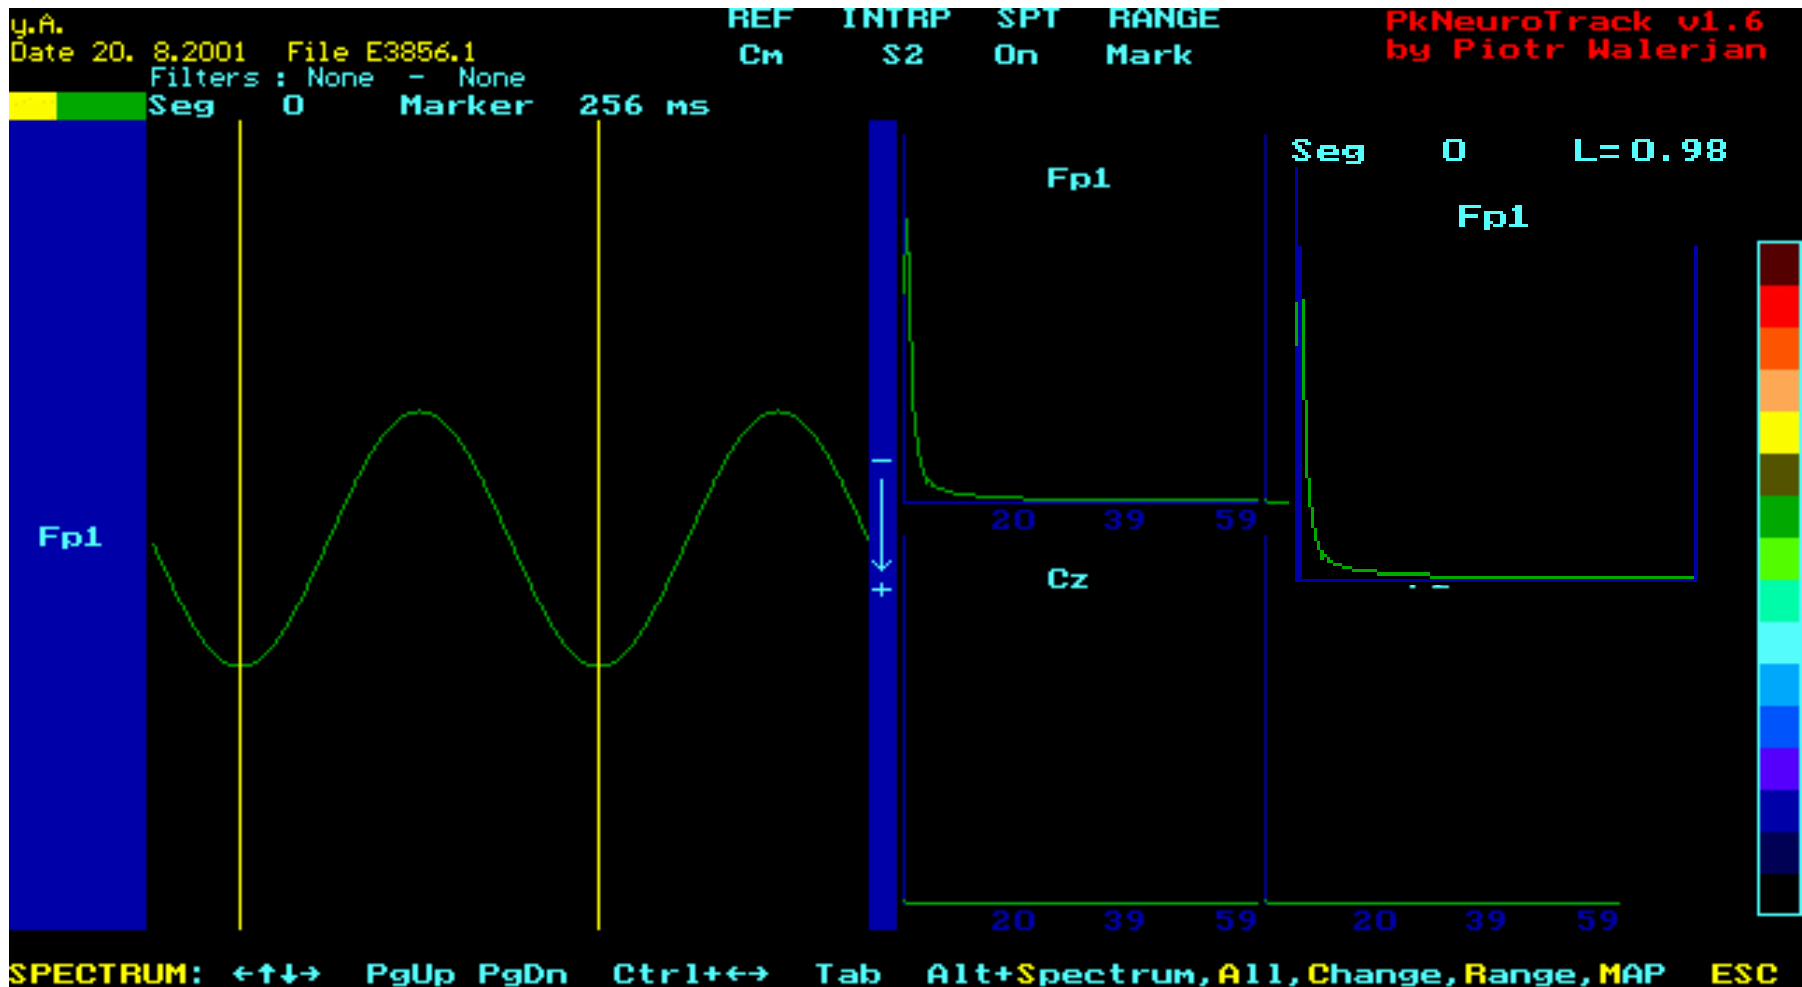 y.A.
Date 20. 8.2001 File E3856.1
Filters : None - None
Seg 0 Marker 256 ms
REF INTRP SPT RANGE
Cm S2 On Mark
PkNeuroTrack v1.6
by Piotr Walerjan
Fp1
-
+
Fp1
20 39 59
Seg 0 L= 0.98
Fp1
Cz
20 39 59
20 39 59
SPECTRUM: ←↑↓→ PgUp PgDn Ctrl+←→ Tab Alt+Spectrum,All,Change,Range,MAP ESC